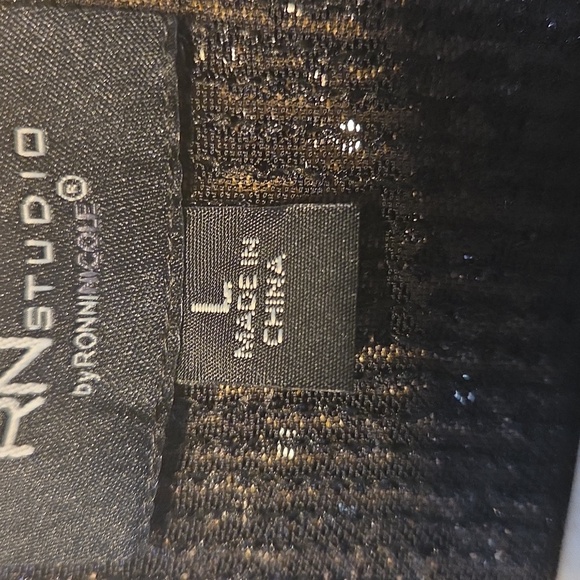 RN STUDIO
by RONNI NICOLE®
L
MADE IN
CHINA